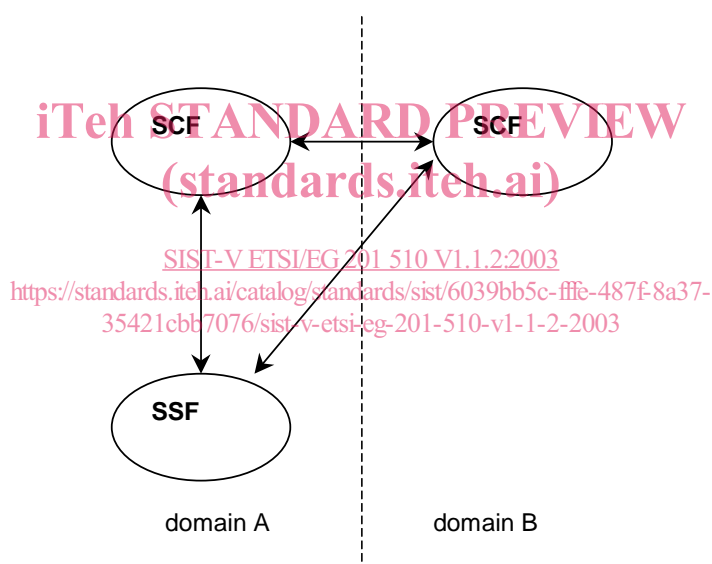 iTeh STANDARD PREVIEW
SCF
SCF
(standards.iteh.ai)
SIST-V ETSI/EG 201 510 V1.1.2:2003
https://standards.iteh.ai/catalog/standards/sist/6039bb5c-fffe-487f-8a37-
35421cbb7076/sist-v-etsi-eg-201-510-v1-1-2-2003
SSF
domain A
domain B